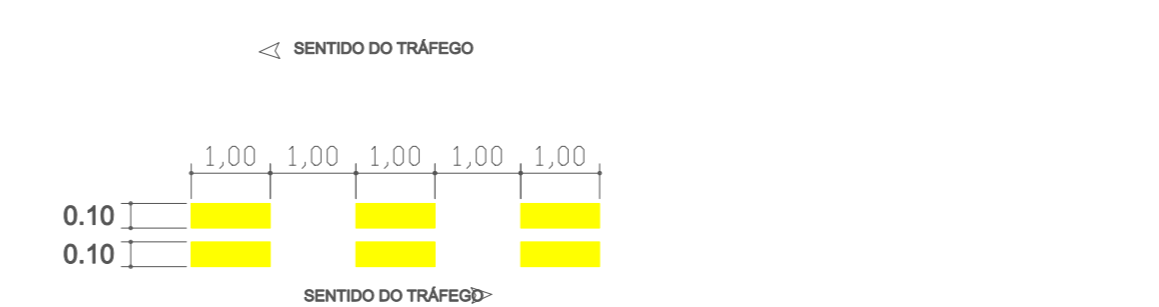 SENTIDO DO TRÁFEGO
1,00 1,00 1,00 1,00 1,00
0.10
0.10
SENTIDO DO TRÁFEGO